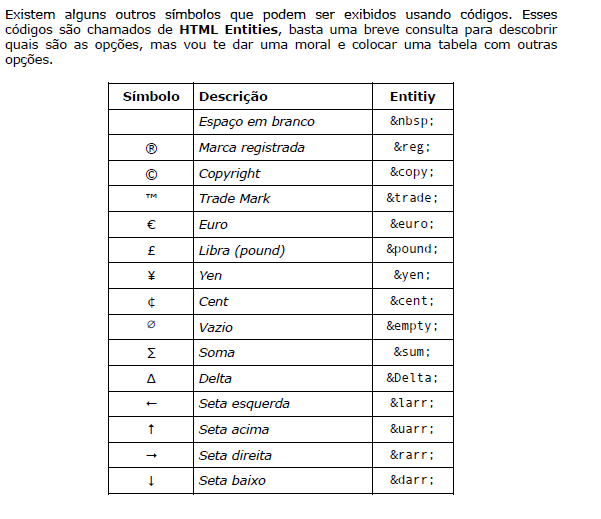 Existem alguns outros símbolos que podem ser exibidos usando códigos. Esses
códigos são chamados de HTML Entities, basta uma breve consulta para descobrir
quais são as opções, mas vou te dar uma moral e colocar uma tabela com outras
opções.
Símbolo Descrição Entitiy
Espaço em branco &nbsp;
® Marca registrada &reg;
© Copyright &copy;
™ Trade Mark &trade;
€ Euro &euro;
£ Libra (pound) &pound;
¥ Yen &yen;
¢ Cent &cent;
∅ Vazio &empty;
∑ Soma &sum;
Δ Delta &Delta;
← Seta esquerda &larr;
↑ Seta acima &uarr;
→ Seta direita &rarr;
↓ Seta baixo &darr;